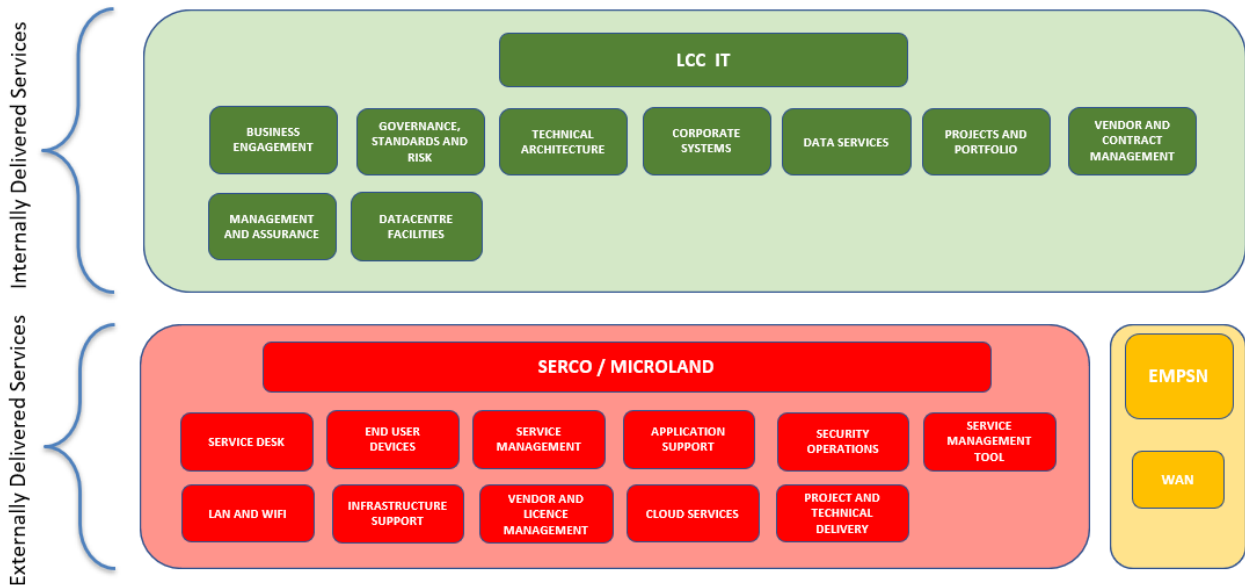 Internally Delivered Services
LCC IT
BUSINESS
ENGAGEMENT
GOVERNANCE,
STANDARDS AND
RISK
TECHNICAL
ARCHITECTURE
CORPORATE
SYSTEMS
DATA SERVICES
PROJECTS AND
PORTFOLIO
VENDOR AND
CONTRACT
MANAGEMENT
MANAGEMENT
AND ASSURANCE
DATACENTRE
FACILITIES
Externally Delivered Services
SERCO / MICROLAND
SERVICE DESK
END USER
DEVICES
SERVICE
MANAGEMENT
APPLICATION
SUPPORT
SECURITY
OPERATIONS
SERVICE
MANAGEMENT
TOOL
LAN AND WIFI
INFRASTRUCTURE
SUPPORT
VENDOR AND
LICENCE
MANAGEMENT
CLOUD SERVICES
PROJECT AND
TECHNICAL
DELIVERY
EMPSN
WAN